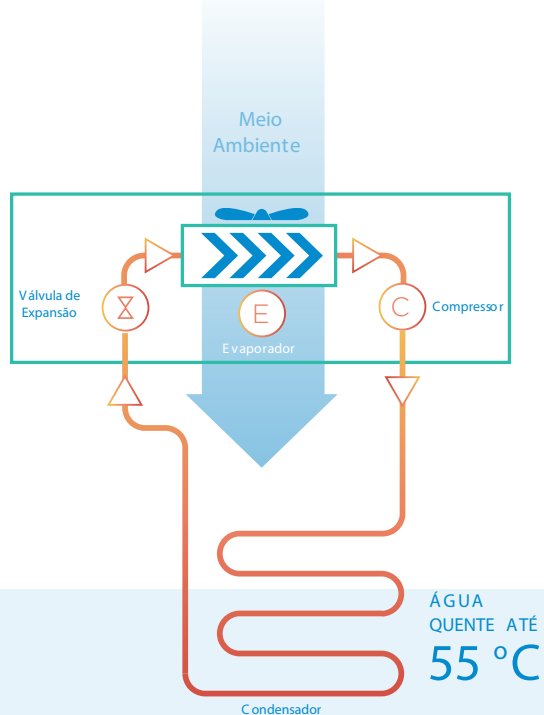 Meio
Ambiente
Válvula de
Expansão
E
C
Compressor
Evaporador
ÁGUA
QUENTE ATÉ
55 ºC
Condensador